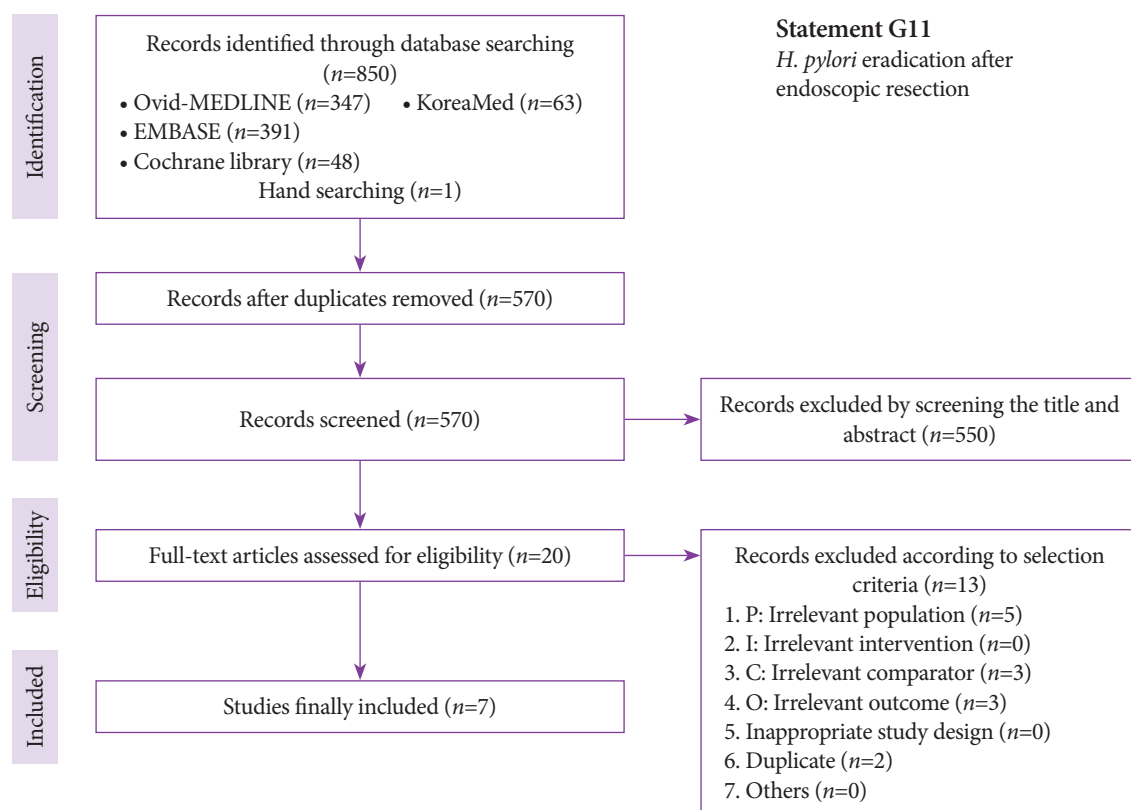 Statement G11
H. pylori eradication after
endoscopic resection
Identification
Records identified through database searching
(n=850)
• Ovid-MEDLINE (n=347) • KoreaMed (n=63)
• EMBASE (n=391)
• Cochrane library (n=48)
Hand searching (n=1)
Screening
Records after duplicates removed (n=570)
Records screened (n=570)
Records excluded by screening the title and
abstract (n=550)
Eligibility
Full-text articles assessed for eligibility (n=20)
Records excluded according to selection
criteria (n=13)
1. P: Irrelevant population (n=5)
2. I: Irrelevant intervention (n=0)
3. C: Irrelevant comparator (n=3)
4. O: Irrelevant outcome (n=3)
5. Inappropriate study design (n=0)
6. Duplicate (n=2)
7. Others (n=0)
Included
Studies finally included (n=7)